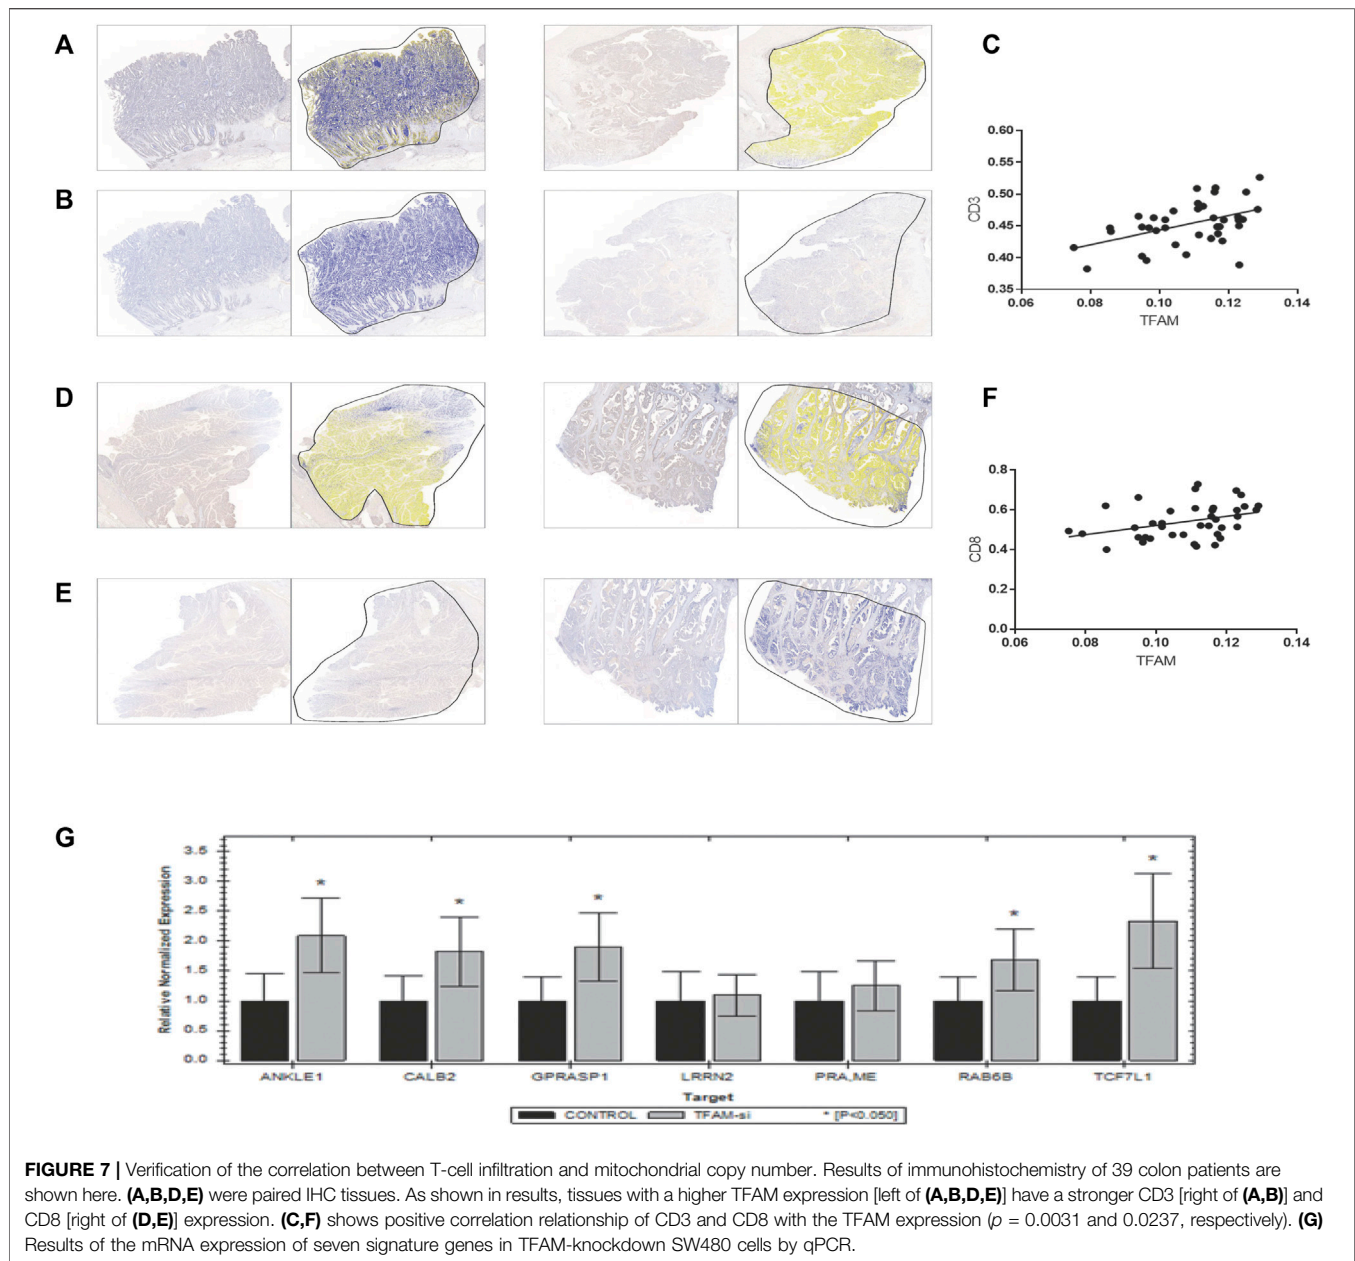 A
B
C
0.60
0.55
0.50
0.45
0.40
0.35
CD3
0.06 0.08 0.10 0.12 0.14
TFAM
D
E
F
0.8
0.6
0.4
0.2
0.0
CD8
0.06 0.08 0.10 0.12 0.14
TFAM
G
Relative Normalized Expression
3.5
3.0
2.5
2.0
1.5
1.0
0.5
0.0
* * * * *
ANKLE1 CALB2 GPRASP1 LRRN2 PRA,ME RAB6B TCF7L1
Target
CONTROL TFAM-si * [P<0.050]
FIGURE 7 | Verification of the correlation between T-cell infiltration and mitochondrial copy number. Results of immunohistochemistry of 39 colon patients are
shown here. (A,B,D,E) were paired IHC tissues. As shown in results, tissues with a higher TFAM expression [left of (A,B,D,E)] have a stronger CD3 [right of (A,B)] and
CD8 [right of (D,E)] expression. (C,F) shows positive correlation relationship of CD3 and CD8 with the TFAM expression (p = 0.0031 and 0.0237, respectively). (G)
Results of the mRNA expression of seven signature genes in TFAM-knockdown SW480 cells by qPCR.